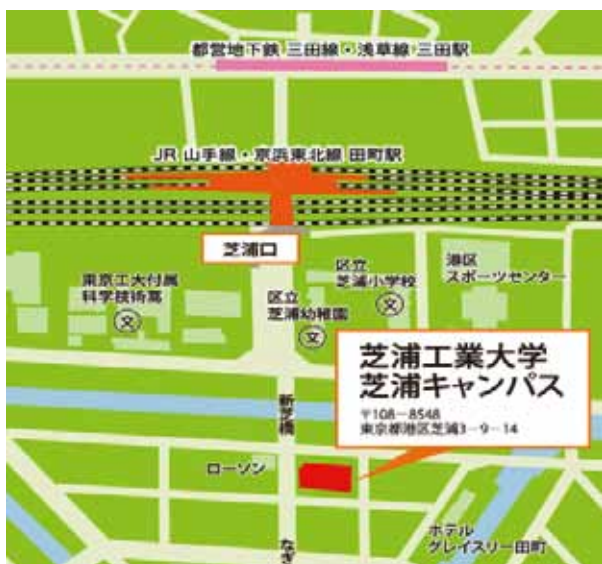 都営地下鉄 三田線・浅草線 三田駅
JR 山手線・京浜東北線 田町駅
芝浦口
東京工大付属
科学技術高
文
区立
芝浦幼稚園
文
区立
芝浦小学校
文
港区
スポーツセンター
芝浦工業大学
芝浦キャンパス
〒108-8548
東京都港区芝浦3-9-14
新芝橋
ローソン
なぎ
ホテル
グレイスリー田町